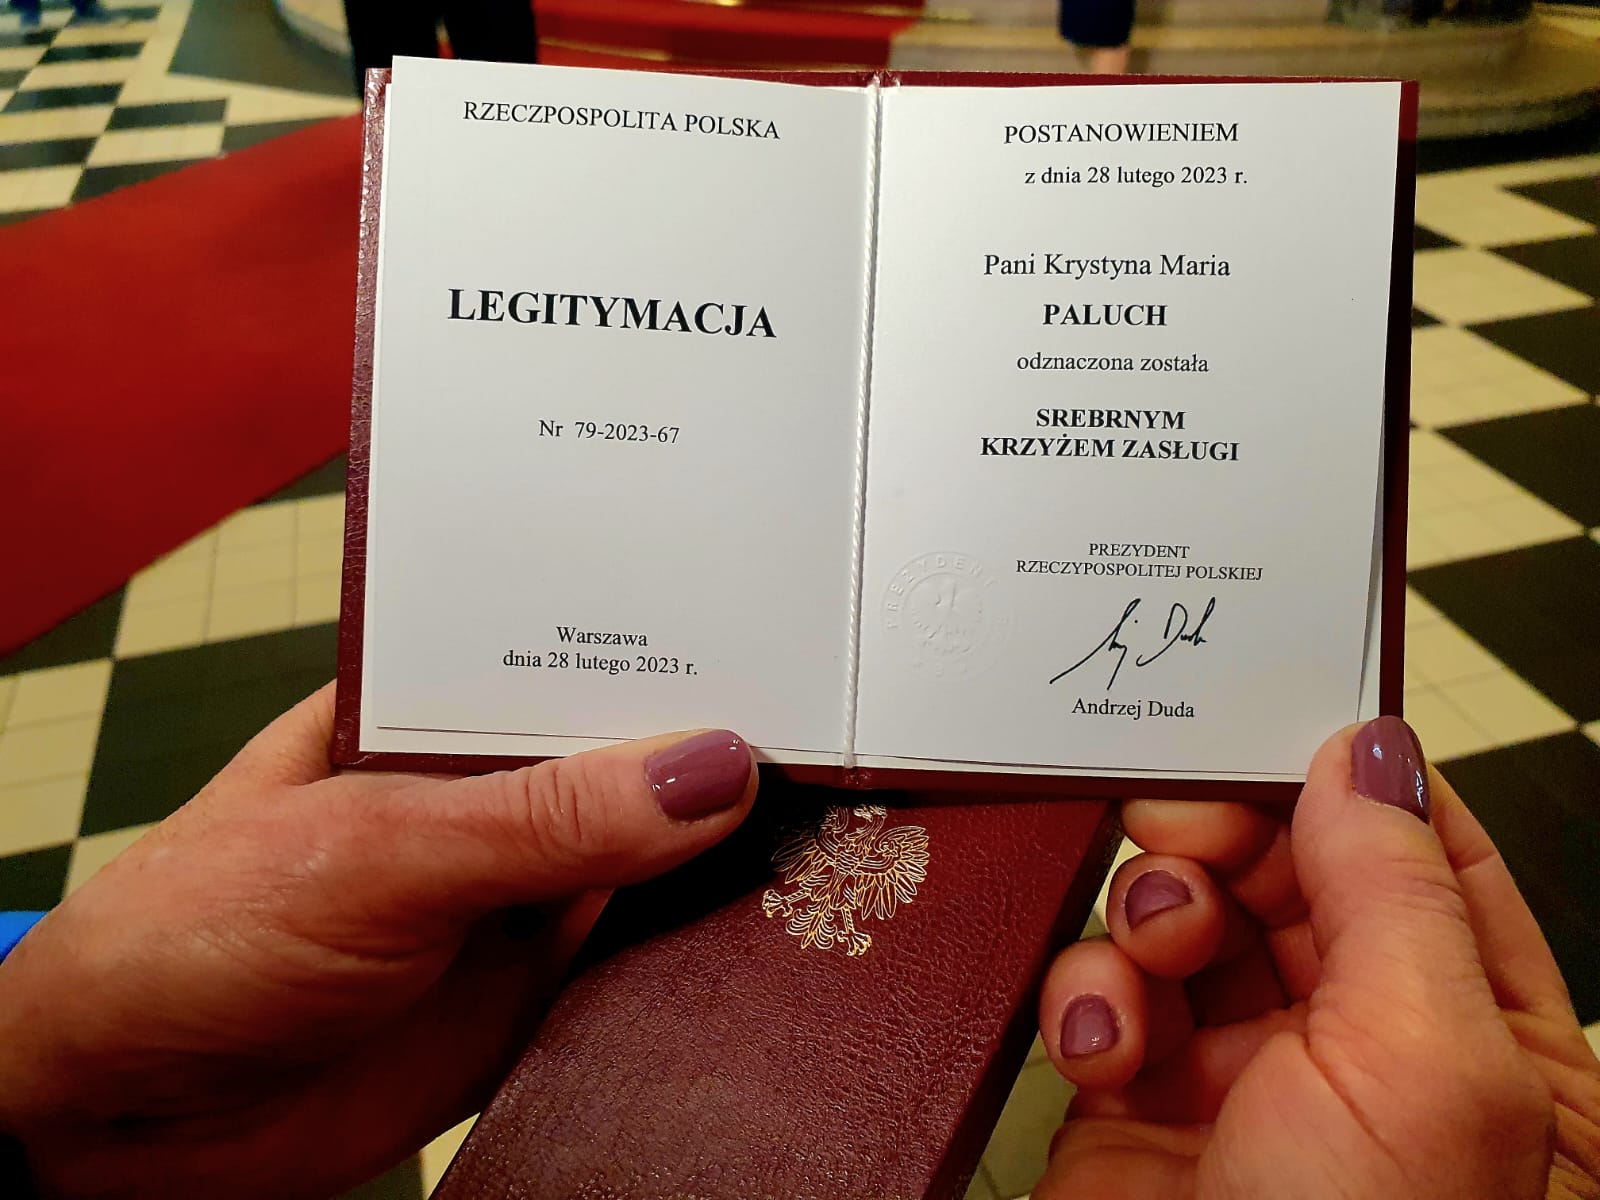 RZECZPOSPOLITA POLSKA
LEGITYMACJA
Nr 79-2023-67
Warszawa
dnia 28 lutego 2023 r.
POSTANOWIENIEM
z dnia 28 lutego 2023 r.
Pani Krystyna Maria
PALUCH
odznaczona została
SREBRNYM
KRZYŻEM ZASŁUGI
PREZYDENT
RZECZYPOSPOLITEJ POLSKIEJ
Andrzej Duda
PREZYDENT